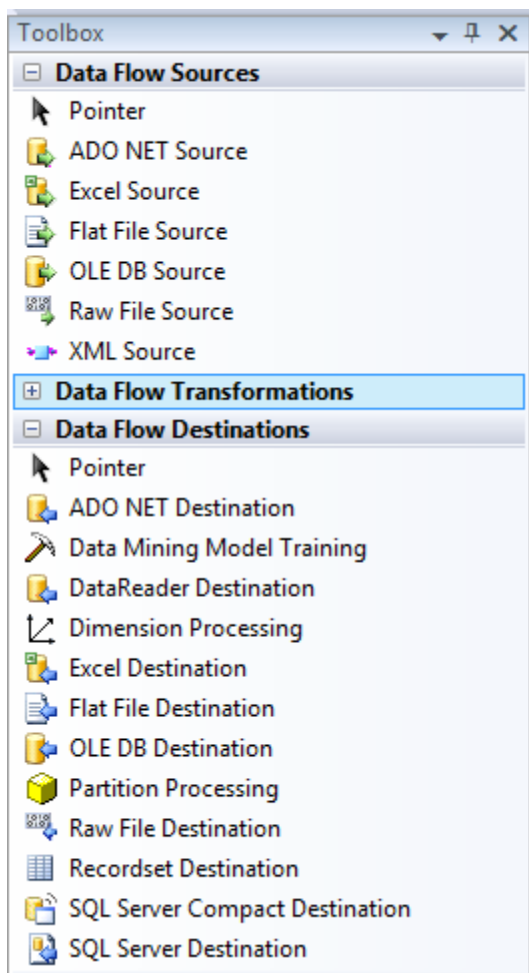 Toolbox
Data Flow Sources
Pointer
ADO NET Source
Excel Source
Flat File Source
OLE DB Source
Raw File Source
XML Source
Data Flow Transformations
Data Flow Destinations
Pointer
ADO NET Destination
Data Mining Model Training
DataReader Destination
Dimension Processing
Excel Destination
Flat File Destination
OLE DB Destination
Partition Processing
Raw File Destination
Recordset Destination
SQL Server Compact Destination
SQL Server Destination